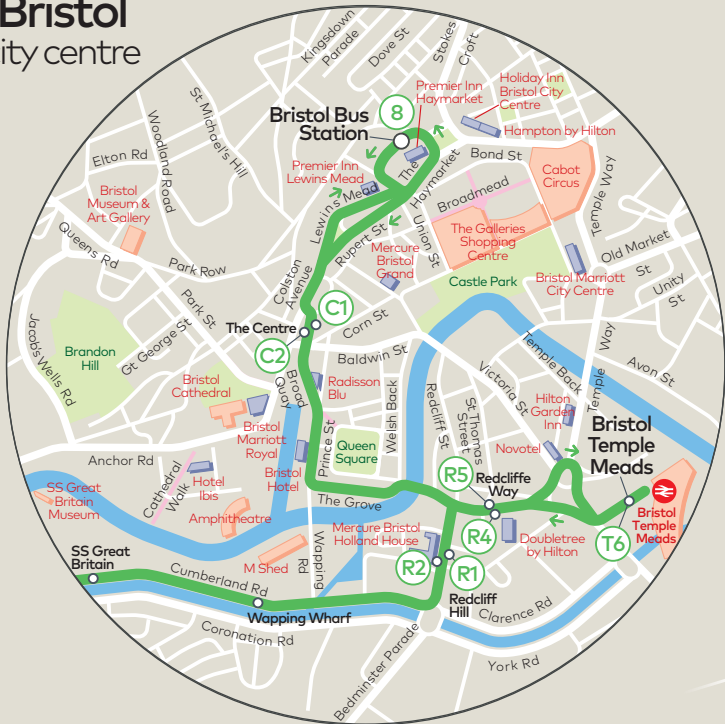 Bristol
ity centre
Kingsdown
Parade
Dove St
Stokes
Croft
St Michael's Hill
Woodland Road
Elton Rd
Bristol Bus
Station
8
Premier Inn
Haymarket
Holiday Inn
Bristol City
Centre
Hampton by Hilton
Bond St
Cabot
Circus
Temple Way
Premier Inn
Lewins Mead
Lewins Mead
The
Haymarket
Broadmead
Union St
The Galleries
Shopping
Centre
Bristol
Museum &
Art Gallery
Queens Rd
Park Row
Park St
Rupert St
Mercure
Bristol
Grand
Castle Park
Bristol Marriott
City Centre
Old Market
St
Unity
St
Colston
Avenue
C1
The Centre
C2
Corn St
Baldwin St
Jacob's Wells Rd
Brandon
Hill
Gt George St
Bristol
Cathedral
Broad
Quay
Radisson
Blu
Welsh Back
Redcliff St
St Thomas
Street
Victoria St
Temple Back
Temple Way
Avon St
Hilton
Garden
Inn
Novotel
Bristol
Temple
Meads
Bristol
Marriott
Royal
Prince St
Queen
Square
Bristol
Hotel
Anchor Rd
Cathedral
Walk
Hotel
Ibis
Amphitheatre
SS Great
Britain
Museum
The Grove
R5
Redcliffe
Way
R4
Doubletree
by Hilton
T6
Bristol
Temple
Meads
Mercure Bristol
Holland House
R2
R1
Redcliff
Hill
Wapping
Rd
M Shed
SS Great
Britain
Cumberland Rd
Wapping Wharf
Coronation Rd
Clarence Rd
York Rd
Bedminster Parade